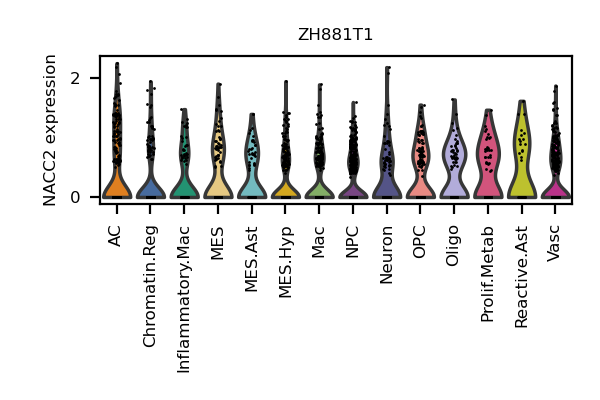 ZH881T1
NACC2 expression
2
0
AC
Chromatin.Reg
Inflammatory.Mac
MES
MES.Ast
MES.Hyp
Mac
NPC
Neuron
OPC
Oligo
Prolif.Metab
Reactive.Ast
Vasc